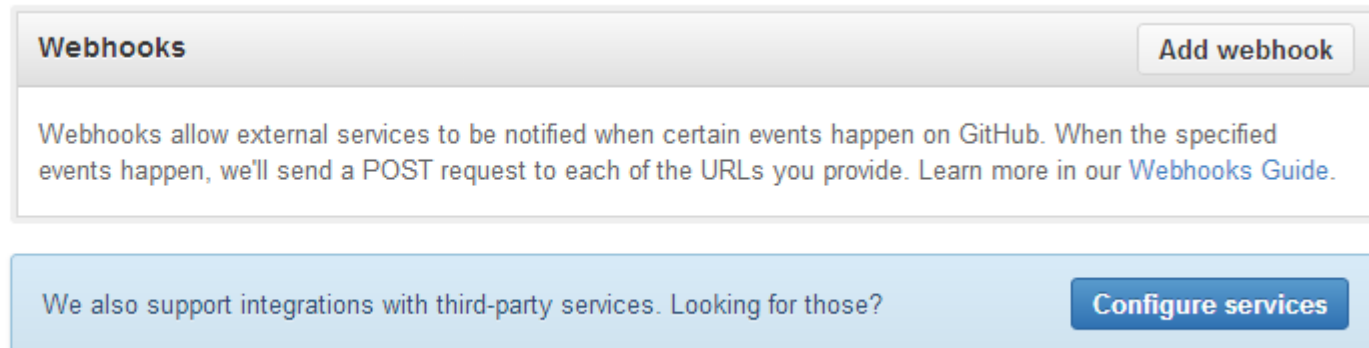 Webhooks
Add webhook
Webhooks allow external services to be notified when certain events happen on GitHub. When the specified
events happen, we'll send a POST request to each of the URLs you provide. Learn more in our Webhooks Guide.
We also support integrations with third-party services. Looking for those?
Configure services